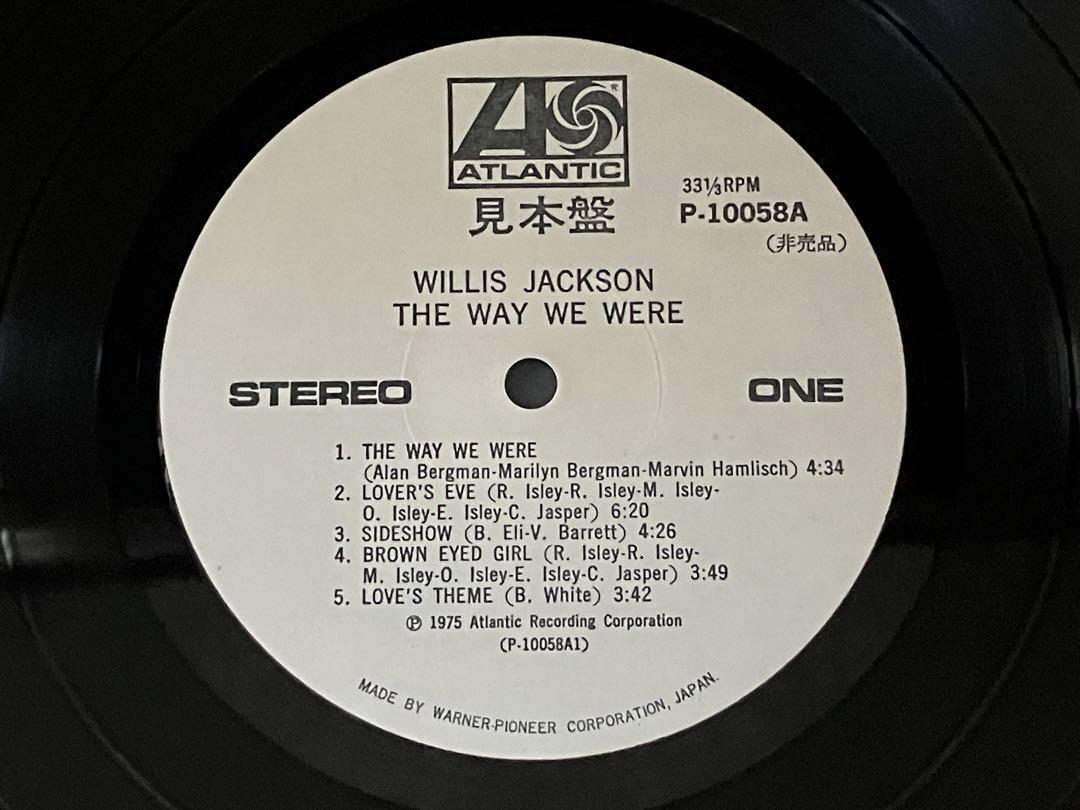 ATLANTIC
®
見本盤
33⅓RPM
P-10058A
(非売品)
WILLIS JACKSON
THE WAY WE WERE
STEREO
ONE
1. THE WAY WE WERE
(Alan Bergman-Marilyn Bergman-Marvin Hamlisch) 4:34
2. LOVER'S EVE (R. Isley-R. Isley-M. Isley-
O. Isley-E. Isley-C. Jasper) 6:20
3. SIDESHOW (B. Eli-V. Barrett) 4:26
4. BROWN EYED GIRL (R. Isley-R. Isley-
M. Isley-O. Isley-E. Isley-C. Jasper) 3:49
5. LOVE'S THEME (B. White) 3:42
℗ 1975 Atlantic Recording Corporation
(P-10058A1)
MADE BY WARNER-PIONEER CORPORATION, JAPAN.